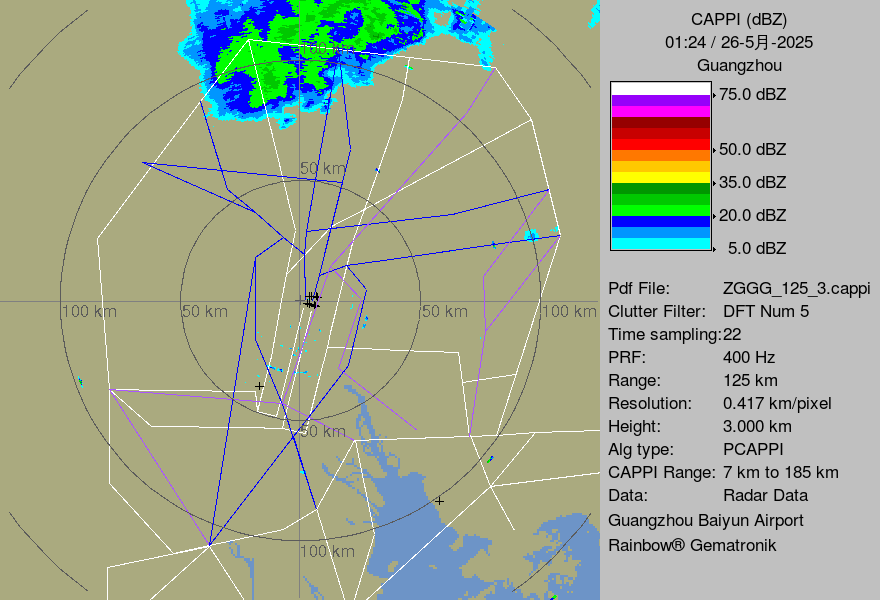 CAPPI (dBZ)
01:24 / 26-5月-2025
Guangzhou
75.0 dBZ
50.0 dBZ
35.0 dBZ
20.0 dBZ
5.0 dBZ
100 km
50 km
100 km
50 km
50 km
100 km
50 km
100 km
Pdf File: ZGGG_125_3.cappi
Clutter Filter: DFT Num 5
Time sampling:22
PRF: 400 Hz
Range: 125 km
Resolution: 0.417 km/pixel
Height: 3.000 km
Alg type: PCAPPI
CAPPI Range: 7 km to 185 km
Data: Radar Data
Guangzhou Baiyun Airport
Rainbow® Gematronik